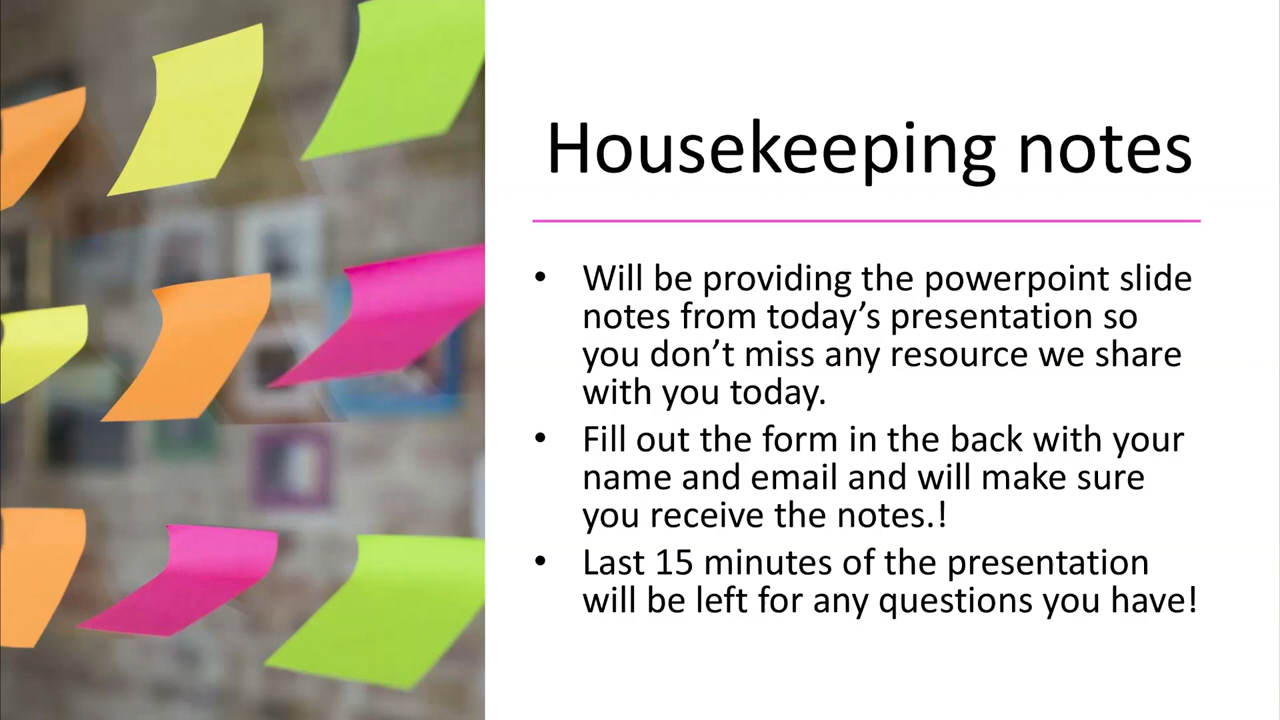 Housekeeping notes
• Will be providing the powerpoint slide
notes from today’s presentation so
you don’t miss any resource we share
with you today.
• Fill out the form in the back with your
name and email and will make sure
you receive the notes.!
• Last 15 minutes of the presentation
will be left for any questions you have!